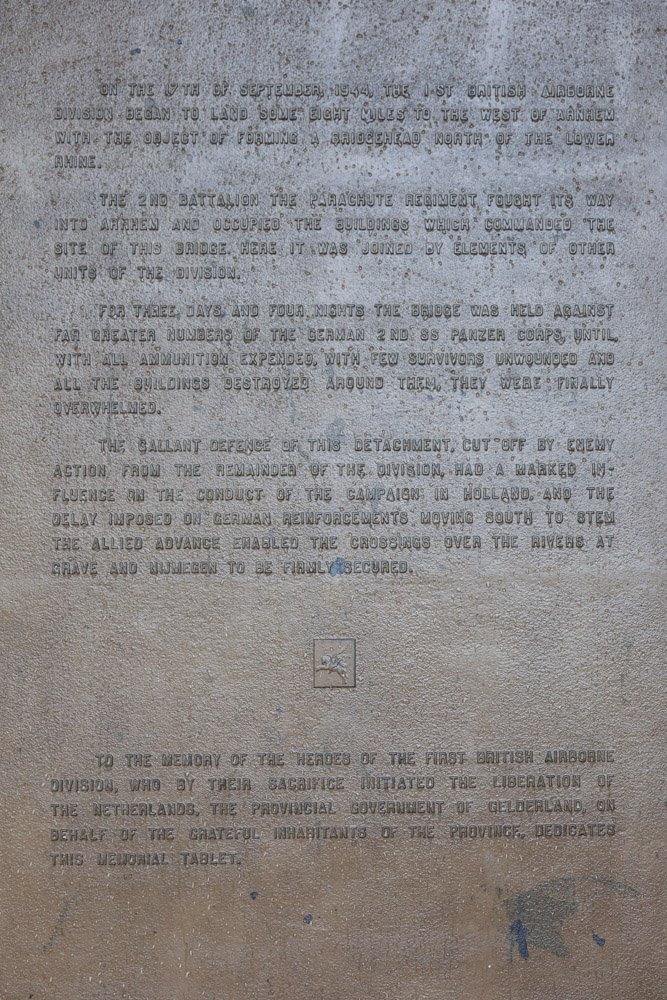 ON THE 17TH OF SEPTEMBER, 1944, THE 1ST BRITISH AIRBORNE
DIVISION BEGAN TO LAND SOME EIGHT MILES TO THE WEST OF ARNHEM
WITH THE OBJECT OF FORMING A BRIDGEHEAD NORTH OF THE LOWER
RHINE.
THE 2ND BATTALION THE PARACHUTE REGIMENT FOUGHT ITS WAY
INTO ARNHEM AND OCCUPIED THE BUILDINGS WHICH COMMANDED THE
SITE OF THIS BRIDGE. HERE IT WAS JOINED BY ELEMENTS OF OTHER
UNITS OF THE DIVISION.
FOR THREE DAYS AND FOUR NIGHTS THE BRIDGE WAS HELD AGAINST
FAR GREATER NUMBERS OF THE GERMAN 2ND SS PANZER CORPS, UNTIL,
WITH ALL AMMUNITION EXPENDED, WITH FEW SURVIVORS UNWOUNDED AND
ALL THE BUILDINGS DESTROYED AROUND THEM, THEY WERE FINALLY
OVERWHELMED.
THE GALLANT DEFENSE OF THIS DETACHMENT, CUT OFF BY ENEMY
ACTION FROM THE REMAINDER OF THE DIVISION, HAD A MARKED IN-
FLUENCE ON THE CONDUCT OF THE CAMPAIGN IN HOLLAND, AND THE
DELAY IMPOSED ON GERMAN REINFORCEMENTS MOVING SOUTH TO STEM
THE ALLIED ADVANCE ENABLED THE CROSSINGS OVER THE RIVERS AT
GRAVE AND NIJMEGEN TO BE FIRMLY SECURED.
TO THE MEMORY OF THE HEROES OF THE FIRST BRITISH AIRBORNE
DIVISION, WHO BY THEIR SACRIFICE INITIATED THE LIBERATION OF
THE NETHERLANDS, THE PROVINCIAL GOVERNMENT OF GELDERLAND, ON
BEHALF OF THE GRATEFUL INHABITANTS OF THE PROVINCE, DEDICATES
THIS MEMORIAL TABLET.